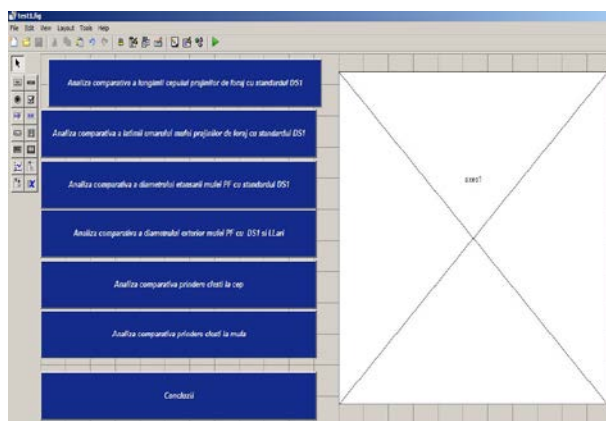 test1.fig
File Edit View Layout Tools Help
Analiza comparativa a lungimii cepului prajinilor de foraj cu standardul DS1
Analiza comparativa a latimii umarului mufei prajinilor de foraj cu standardul DS1
Analiza comparativa a diametrului etansarii mufei PF cu standardul DS1
Analiza comparativa a diametrului exterior mufei PF cu DS1 si
Analiza comparativa prindere clesti la cep
Analiza comparativa prindere clesti la mufa
Concluzii
axes1